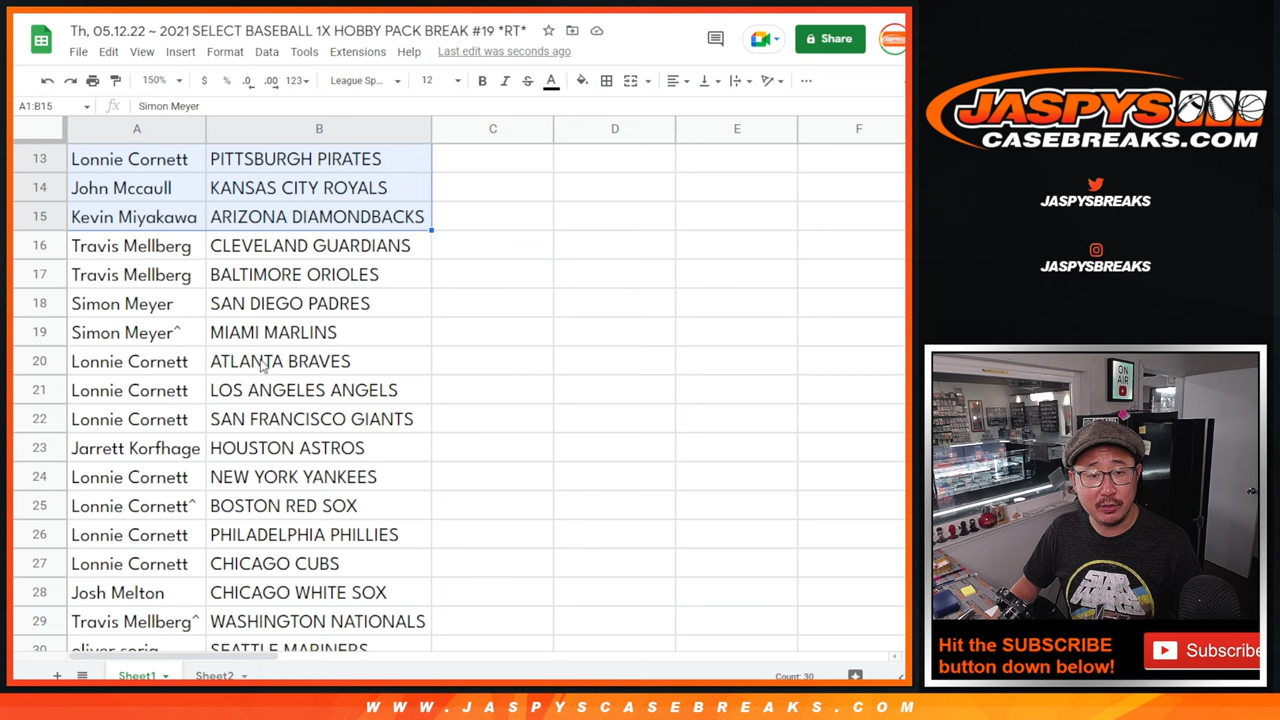 Th, 05.12.22 ~ 2021 SELECT BASEBALL 1X HOBBY PACK BREAK #19 *RT*
File Edit View Insert Format Data Tools Extensions Help Last edit was seconds ago
Share
150% $ % .0 .00 123 League Sp... 12 B I S A
A1:B15 fx Simon Meyer
A B C D E F
13 Lonnie Cornett PITTSBURGH PIRATES
14 John Mccaull KANSAS CITY ROYALS
15 Kevin Miyakawa ARIZONA DIAMONDBACKS
16 Travis Mellberg CLEVELAND GUARDIANS
17 Travis Mellberg BALTIMORE ORIOLES
18 Simon Meyer SAN DIEGO PADRES
19 Simon Meyer^ MIAMI MARLINS
20 Lonnie Cornett ATLANTA BRAVES
21 Lonnie Cornett LOS ANGELES ANGELS
22 Lonnie Cornett SAN FRANCISCO GIANTS
23 Jarrett Korfhage HOUSTON ASTROS
24 Lonnie Cornett NEW YORK YANKEES
25 Lonnie Cornett^ BOSTON RED SOX
26 Lonnie Cornett PHILADELPHIA PHILLIES
27 Lonnie Cornett CHICAGO CUBS
28 Josh Melton CHICAGO WHITE SOX
29 Travis Mellberg^ WASHINGTON NATIONALS
30 oliver soria SEATTLE MARINERS
Sheet1 Sheet2 Count: 30
JASPYS
CASEBREAKS.COM
JASPYSBREAKS
JASPYSBREAKS
ON
AIR
STAR
WARS
Hit the SUBSCRIBE
button down below!
Subscribe
WWW.JASPYSCASEBREAKS.COM